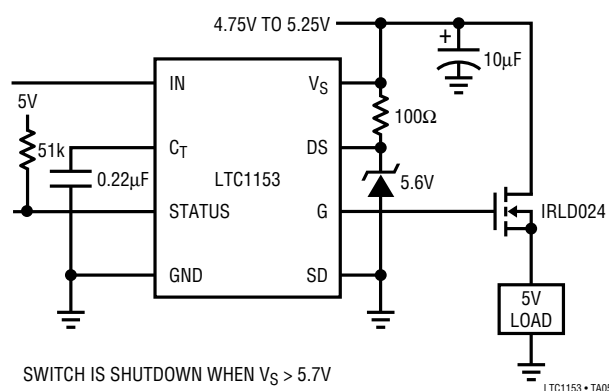 4.75V TO 5.25V
+
10μF
IN
V_S
5V
100Ω
51k
C_T
DS
0.22μF
LTC1153
5.6V
STATUS
G
IRLD024
GND
SD
5V
LOAD
SWITCH IS SHUTDOWN WHEN V_S > 5.7V
LTC1153 • TA05